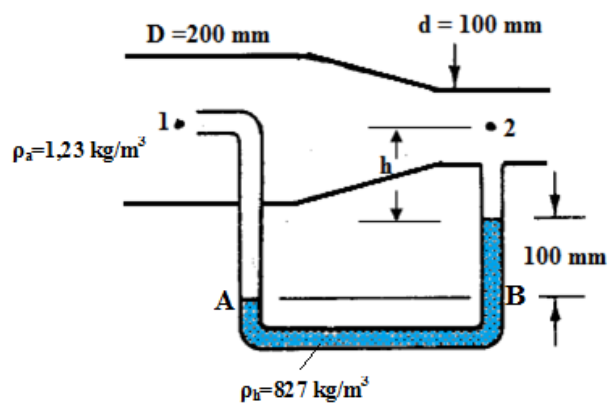 D =200 mm
d = 100 mm
1
2
ρa=1,23 kg/m³
h
100 mm
A
B
ρh=827 kg/m³